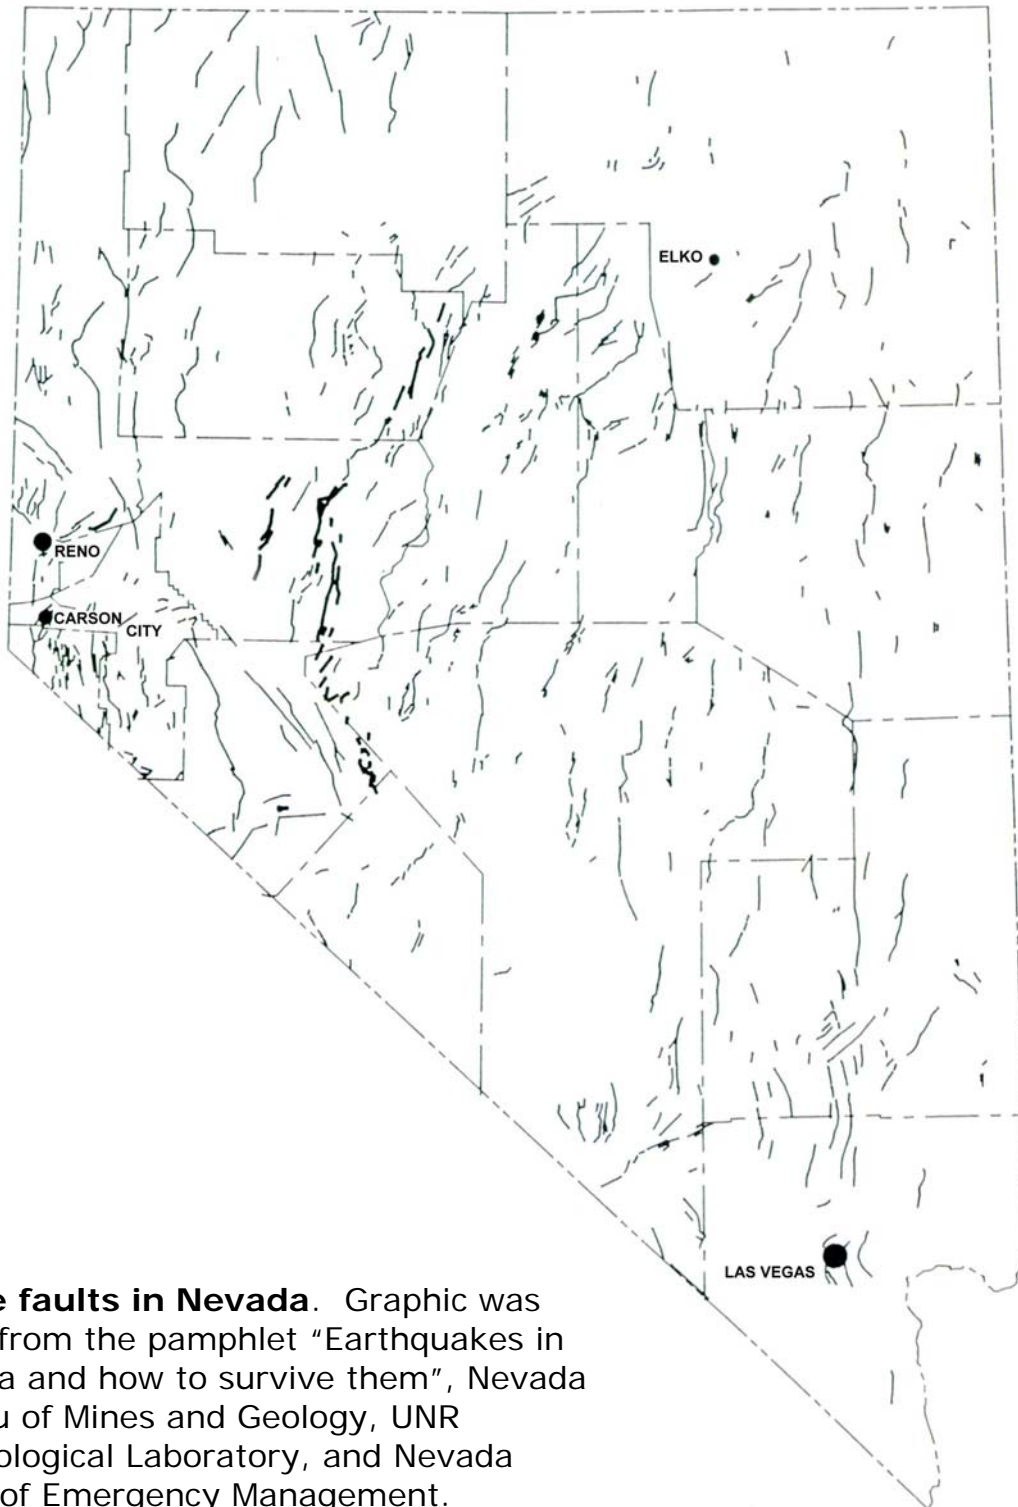 ELKO
RENO
CARSON
CITY
LAS VEGAS
e faults in Nevada. Graphic was
from the pamphlet “Earthquakes in
a and how to survive them”, Nevada
u of Mines and Geology, UNR
ological Laboratory, and Nevada
of Emergency Management.